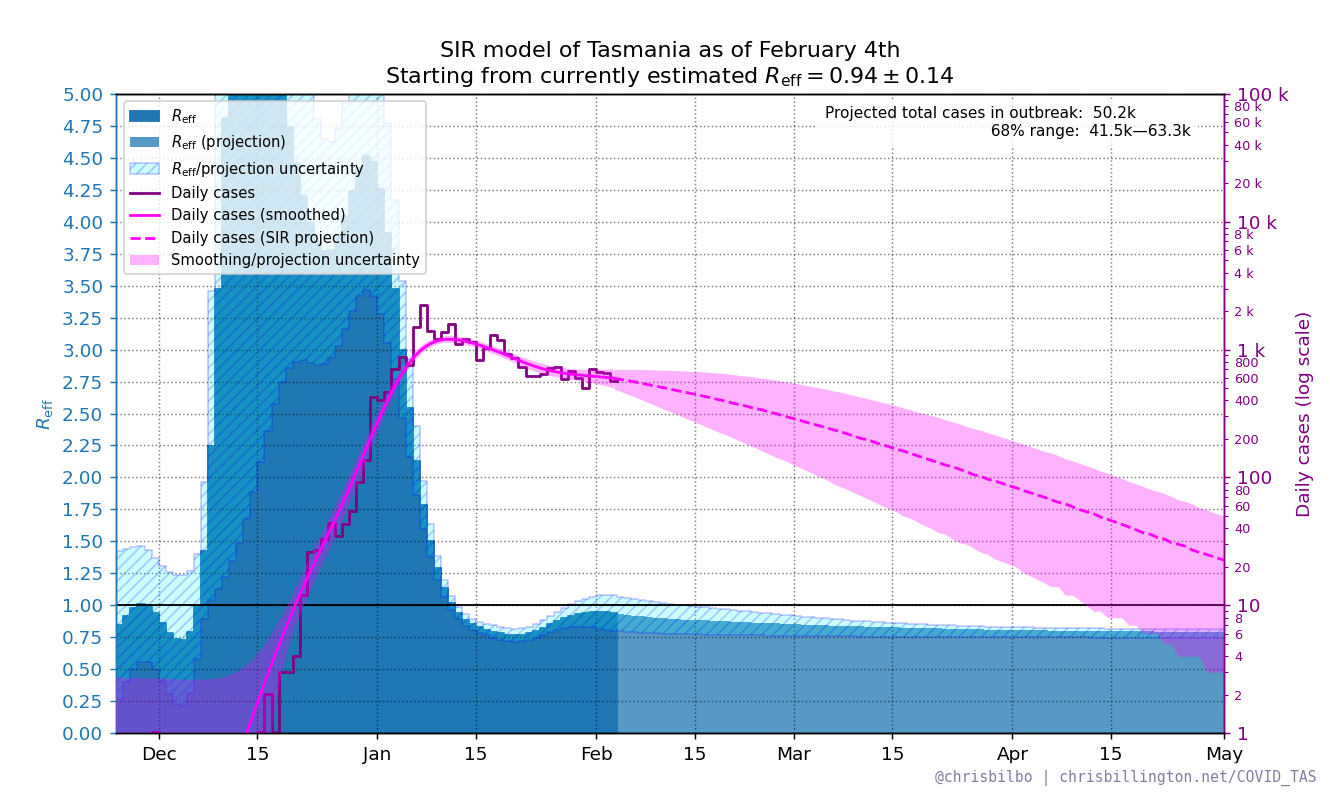 SIR model of Tasmania as of February 4th
Starting from currently estimated R_eff = 0.94 ± 0.14
Projected total cases in outbreak: 50.2k
68% range: 41.5k—63.3k
R_eff
R_eff (projection)
R_eff/projection uncertainty
Daily cases
Daily cases (smoothed)
Daily cases (SIR projection)
Smoothing/projection uncertainty
R_eff
5.00
4.75
4.50
4.25
4.00
3.75
3.50
3.25
3.00
2.75
2.50
2.25
2.00
1.75
1.50
1.25
1.00
0.75
0.50
0.25
0.00
100 k
80 k
60 k
40 k
20 k
10 k
8 k
6 k
4 k
2 k
1 k
800
600
400
200
100
80
60
40
20
10
8
6
4
2
1
Daily cases (log scale)
Dec 15 Jan 15 Feb 15 Mar 15 Apr 15 May
@chrisbilbo | chrisbillington.net/COVID_TAS